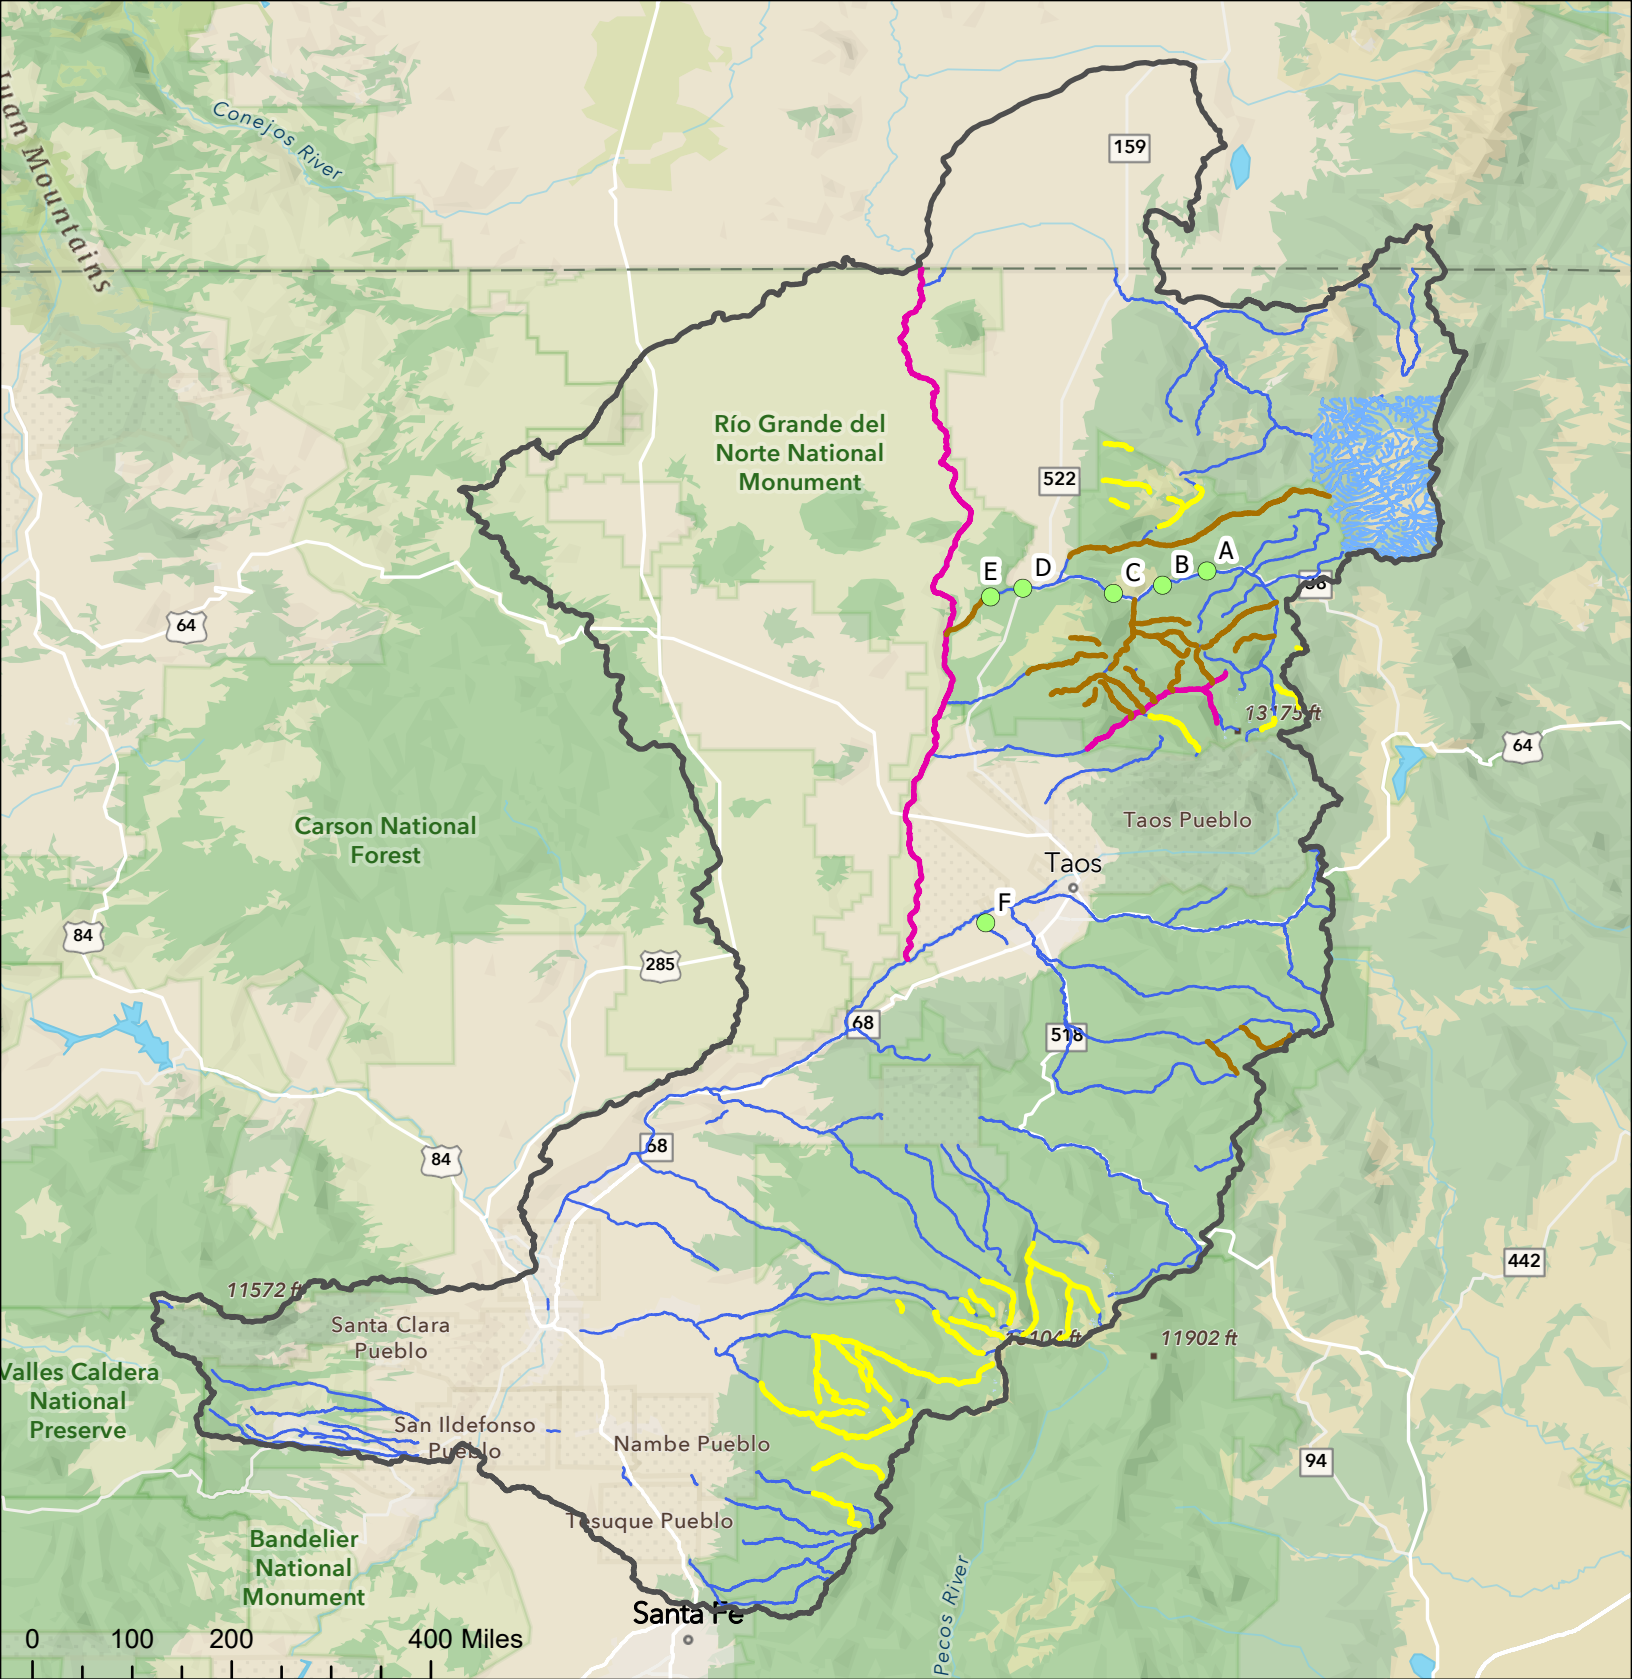 159
Conejos River
Juan Mountains
Río Grande del
Norte National
Monument
522
A
B
C
D
E
64
13175 ft
64
Carson National
Forest
Taos Pueblo
Taos
F
84
285
68
518
68
84
442
11572 ft
Santa Clara
Pueblo
104 ft
11902 ft
Valles Caldera
National
Preserve
San Ildefonso
Pueblo
Nambe Pueblo
94
Tesuque Pueblo
Bandelier
National
Monument
Pecos River
Santa Fe
0 100 200 400 Miles